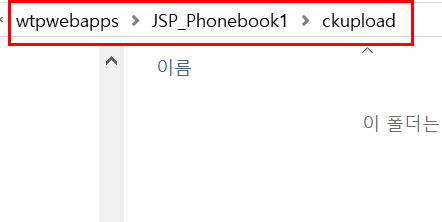 wtpwebapps > JSP_Phonebook1 > ckupload
이름
이 폴더는